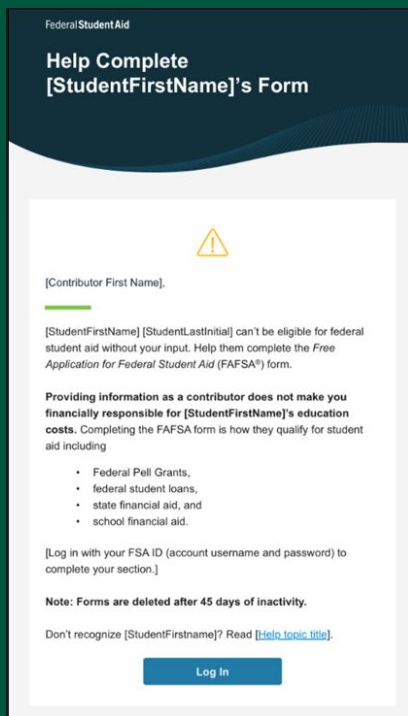 Federal Student Aid
Help Complete
[StudentFirstName]'s Form
[Contributor First Name],
[StudentFirstName] [StudentLastInitial] can't be eligible for federal
student aid without your input. Help them complete the Free
Application for Federal Student Aid (FAFSA®) form.
Providing information as a contributor does not make you
financially responsible for [StudentFirstName]'s education
costs. Completing the FAFSA form is how they qualify for student
aid including
• Federal Pell Grants,
• federal student loans,
• state financial aid, and
• school financial aid.
[Log in with your FSA ID (account username and password) to
complete your section.]
Note: Forms are deleted after 45 days of inactivity.
Don't recognize [StudentFirstname]? Read [Help topic title].
Log In